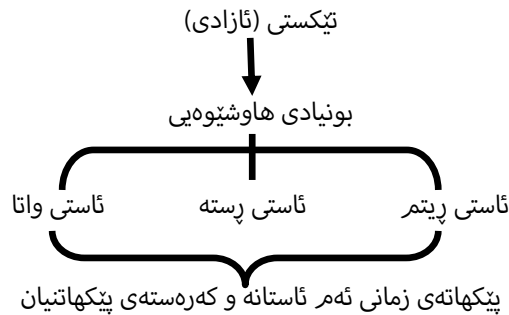 تێکستی (ئازادی)
بونیادی هاوشێوەیی
ئاستی ڕیتم ئاستی ڕستە ئاستی واتا
پێکهاتەی زمانی ئەم ئاستانە و کەرەستەی پێکهاتنیان